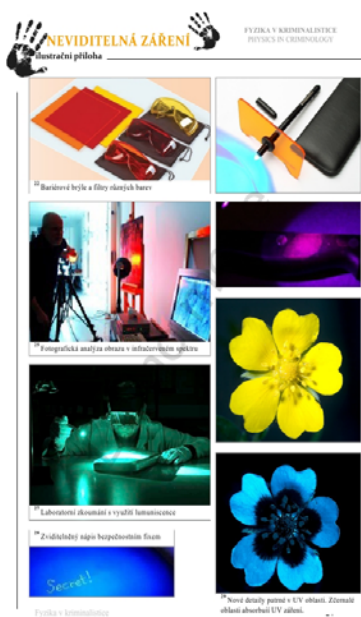 NEVIDITELNÁ ZÁŘENÍ
ilustrační příloha
FYZIKA V KRIMINALISTICE
PHYSICS IN CRIMINOLOGY
Bariérové brýle a filtry různých barev
Fotografická analýza obrazu v infračerveném spektru
Laboratorní zkoumání s využití lumuniscence
Zviditelněný nápis bezpečnostním fixem
Secret!
Nové detaily patrné v UV oblasti. Zčernalé
oblasti absorbují UV záření.
Fyzika v kriminalistice